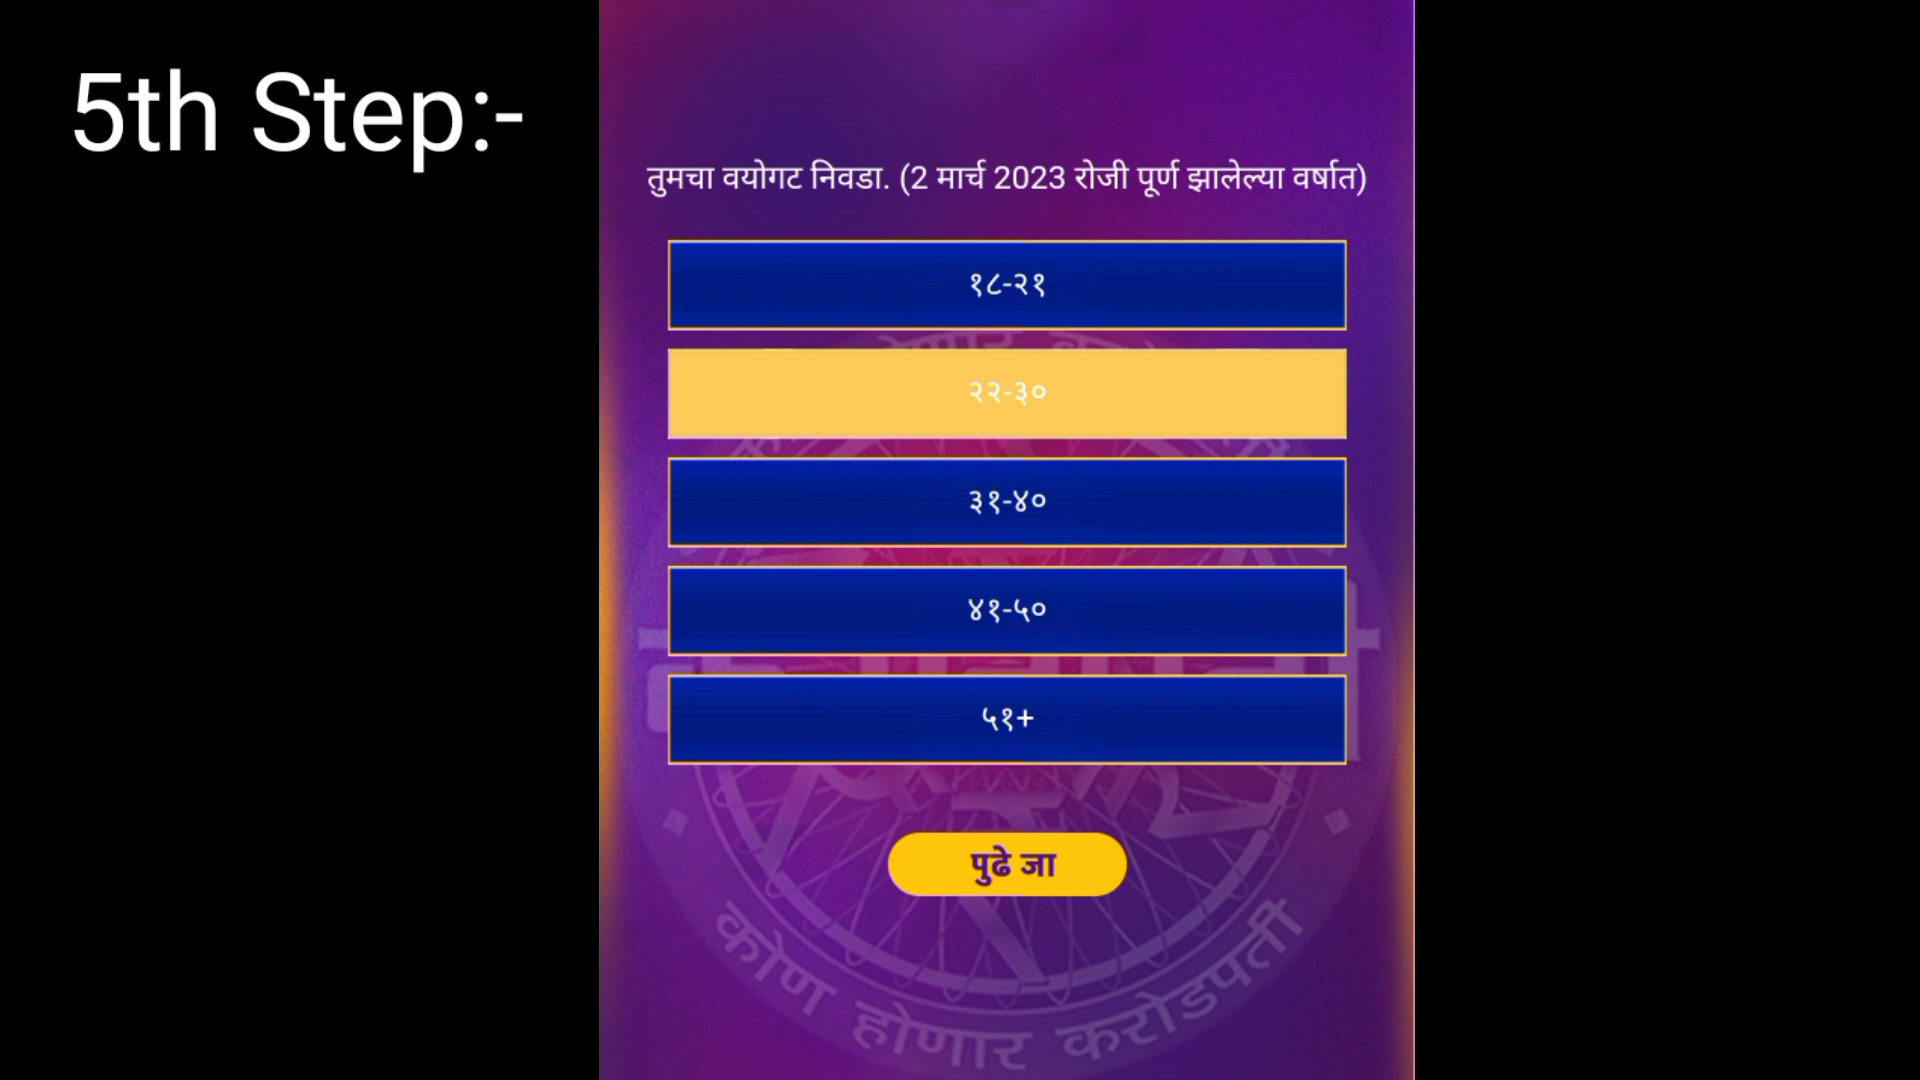 5th Step:-
तुमचा वयोगट निवडा. (2 मार्च 2023 रोजी पूर्ण झालेल्या वर्षात)
१८-२१
२२-३०
३१-४०
४१-५०
५१+
पुढे जा
कोण होणार करोडपती